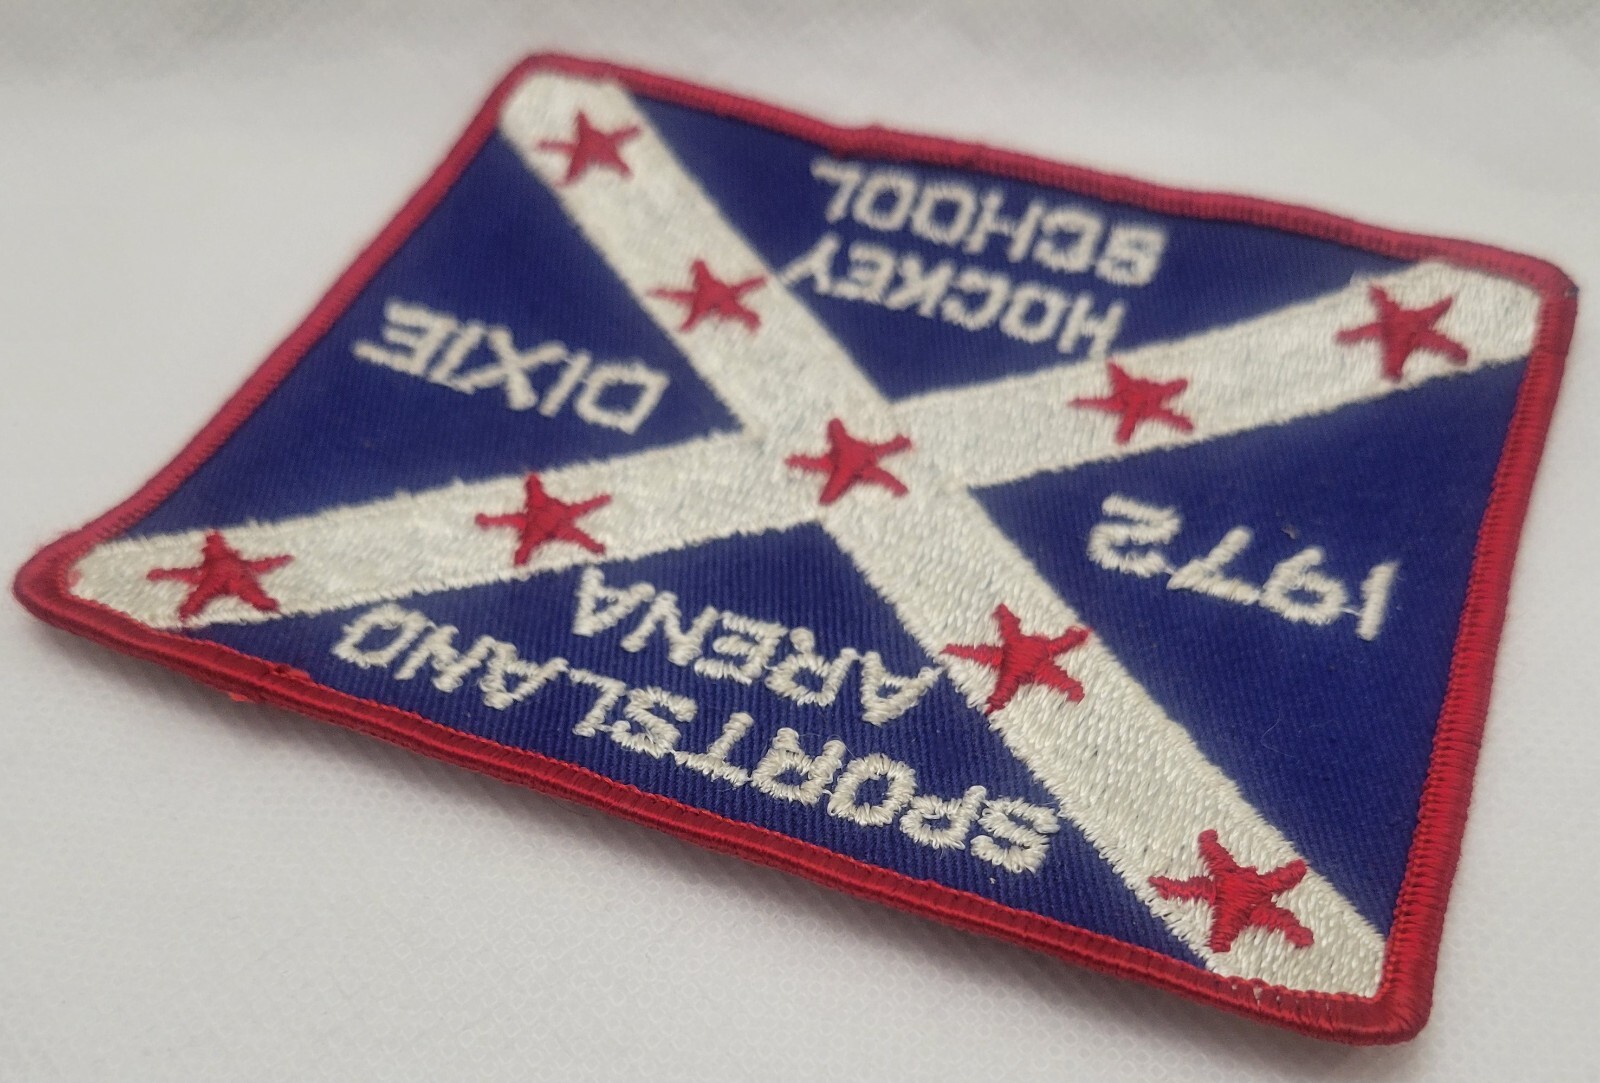 SPORTSLAND
ARENA
1972
DIXIE
HOCKEY
SCHOOL